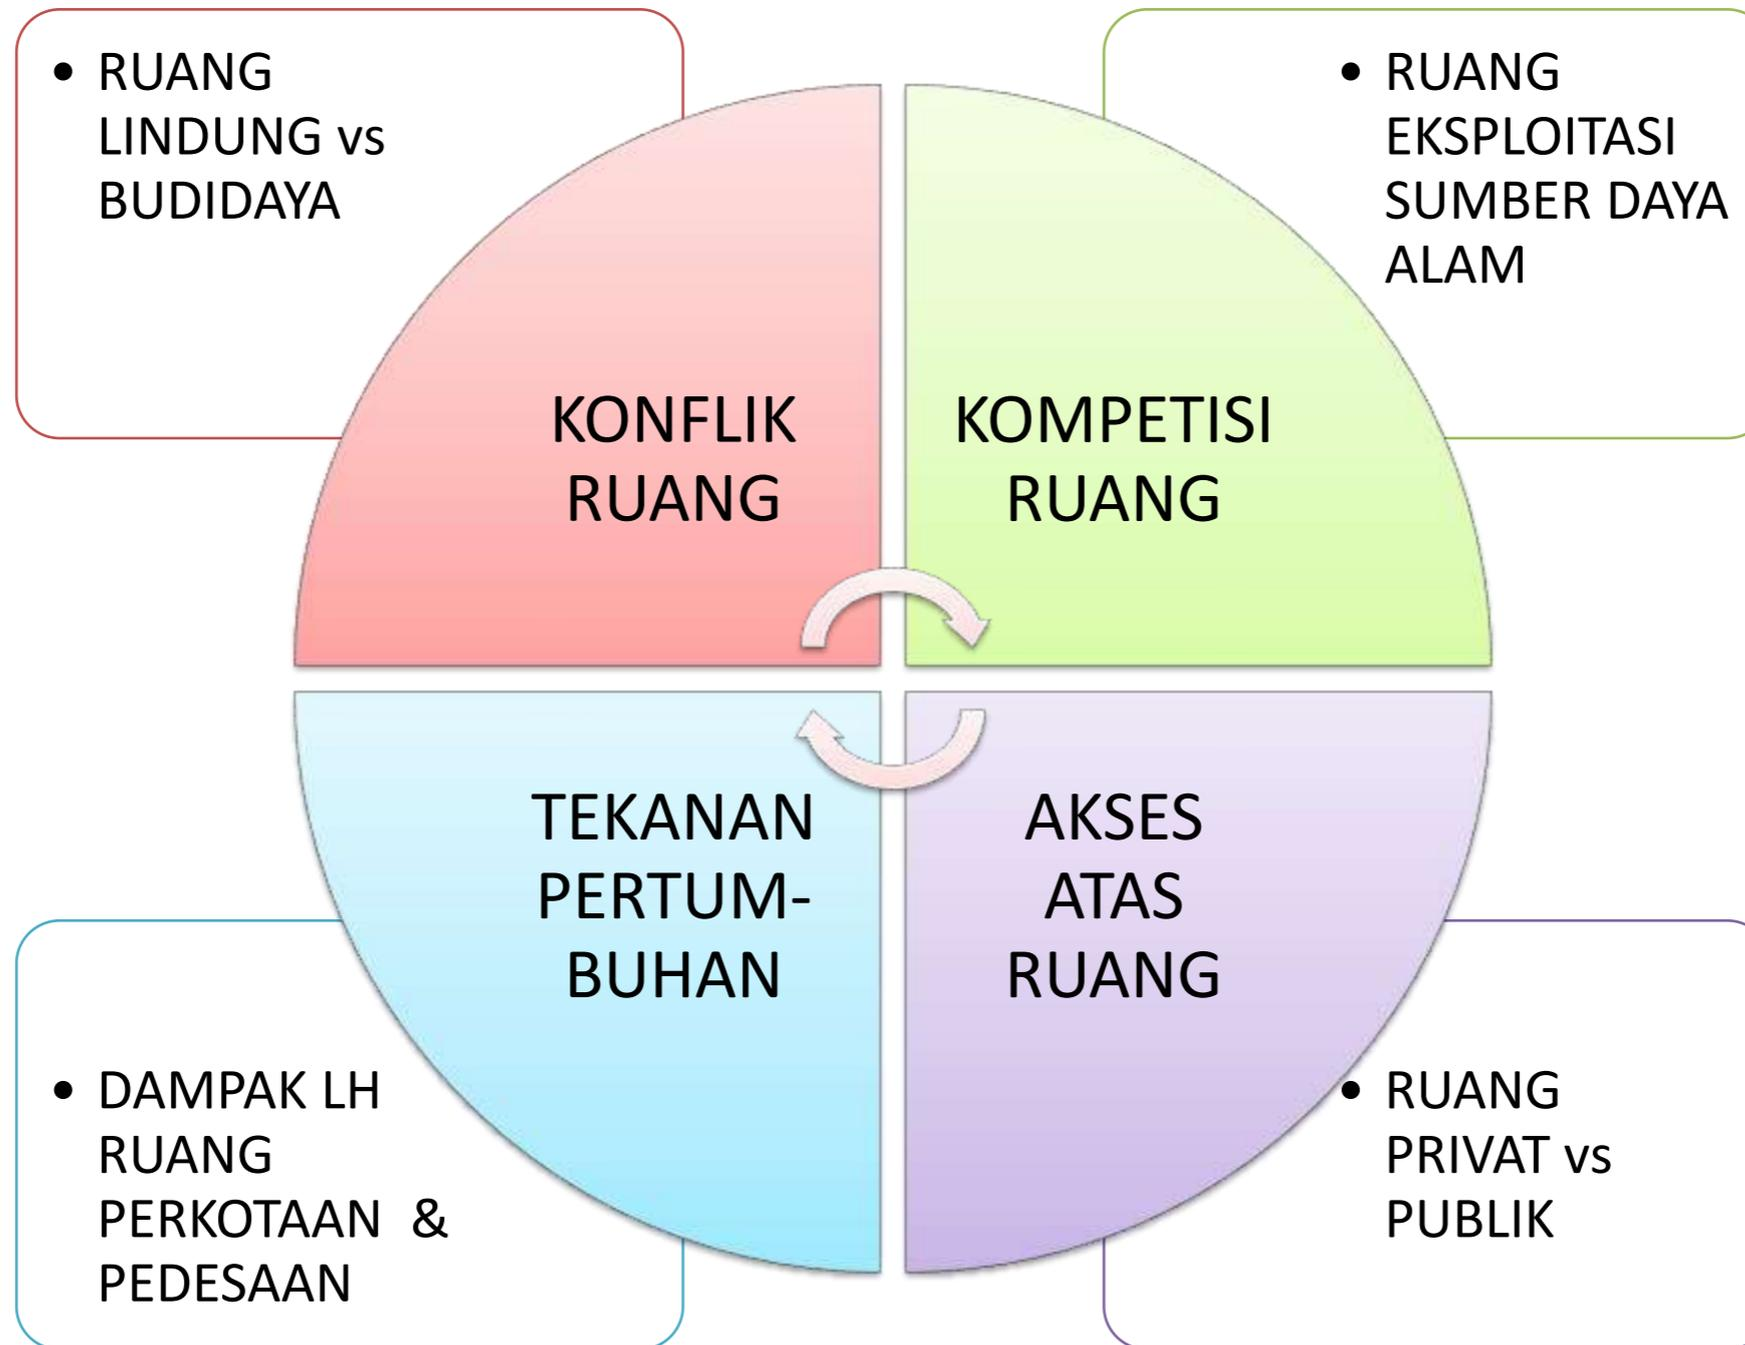 • RUANG
LINDUNG vs
BUDIDAYA
• RUANG
EKSPLOITASI
SUMBER DAYA
ALAM
KONFLIK
RUANG
KOMPETISI
RUANG
TEKANAN
PERTUM-
BUHAN
AKSES
ATAS
RUANG
• DAMPAK LH
RUANG
PERKOTAAN &
PEDESAAN
• RUANG
PRIVAT vs
PUBLIK